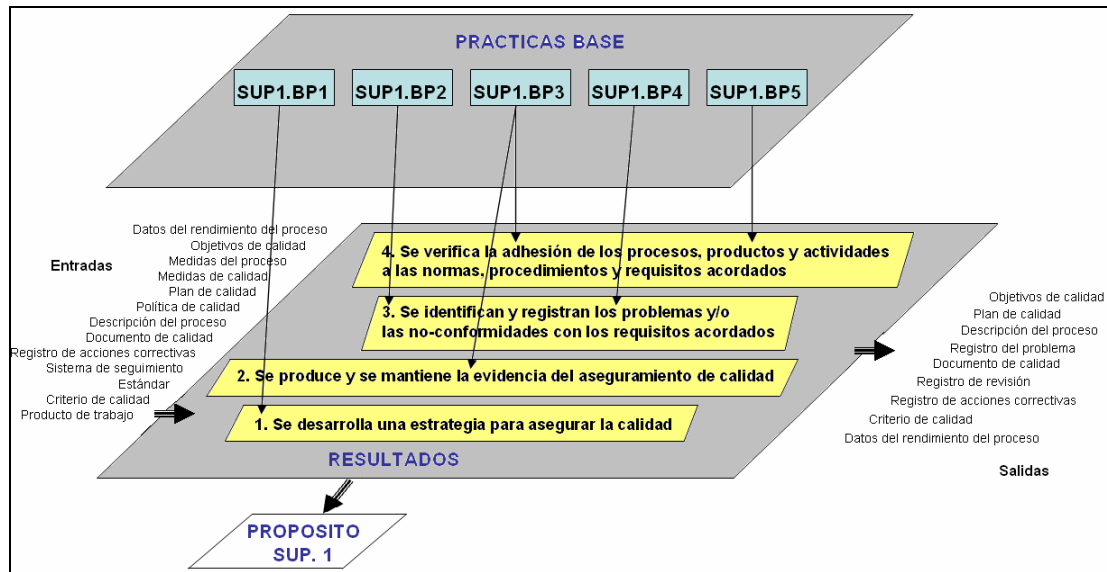 PRACTICAS BASE
SUP1.BP1
SUP1.BP2
SUP1.BP3
SUP1.BP4
SUP1.BP5
Entradas
Datos del rendimiento del proceso
Objetivos de calidad
Medidas del proceso
Medidas de calidad
Plan de calidad
Política de calidad
Descripción del proceso
Documento de calidad
Registro de acciones correctivas
Sistema de seguimiento
Estándar
Criterio de calidad
Producto de trabajo
4. Se verifica la adhesión de los procesos, productos y actividades
a las normas, procedimientos y requisitos acordados
3. Se identifican y registran los problemas y/o
las no-conformidades con los requisitos acordados
2. Se produce y se mantiene la evidencia del aseguramiento de calidad
1. Se desarrolla una estrategia para asegurar la calidad
RESULTADOS
Objetivos de calidad
Plan de calidad
Descripción del proceso
Registro del problema
Documento de calidad
Registro de revisión
Registro de acciones correctivas
Criterio de calidad
Datos del rendimiento del proceso
Salidas
PROPOSITO
SUP. 1